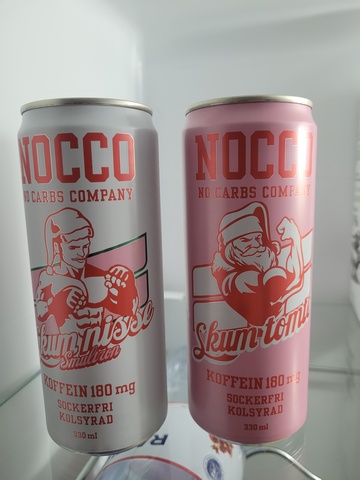 NOCCO
NO CARBS COMPANY
Skumnisse
Smultron
KOFFEIN 180 mg
SOCKERFRI
KOLSYRAD
330 ml
NOCCO
NO CARBS COMPANY
Skumtomte
KOFFEIN 180 mg
SOCKERFRI
KOLSYRAD
330 ml